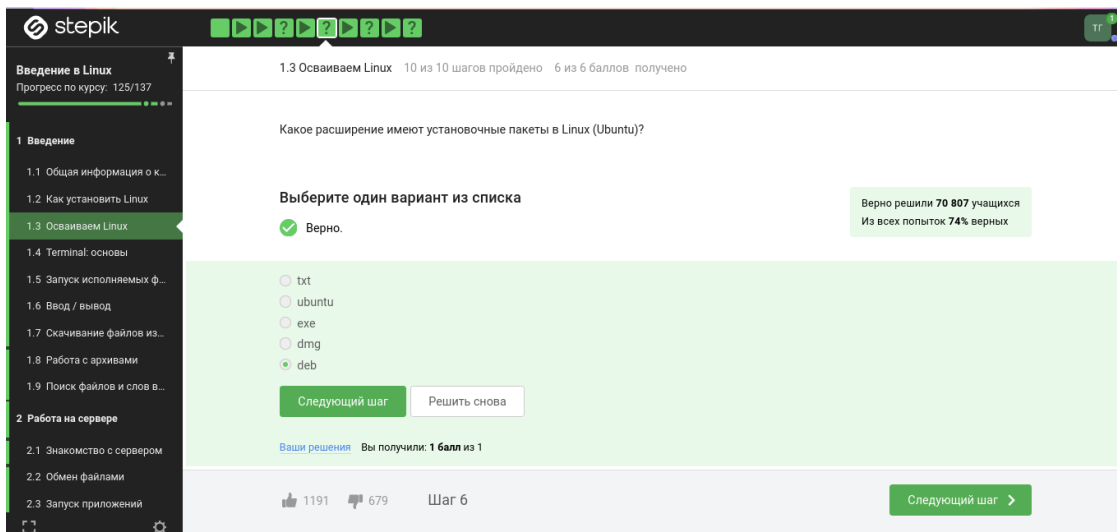 stepik
ТГ
1
Введение в Linux
Прогресс по курсу: 125/137
1 Введение
1.1 Общая информация о к...
1.2 Как установить Linux
1.3 Осваиваем Linux
1.4 Terminal: основы
1.5 Запуск исполняемых ф...
1.6 Ввод / вывод
1.7 Скачивание файлов из...
1.8 Работа с архивами
1.9 Поиск файлов и слов в...
2 Работа на сервере
2.1 Знакомство с сервером
2.2 Обмен файлами
2.3 Запуск приложений
1.3 Осваиваем Linux 10 из 10 шагов пройдено 6 из 6 баллов получено
Какое расширение имеют установочные пакеты в Linux (Ubuntu)?
Выберите один вариант из списка
Верно.
Верно решили 70 807 учащихся
Из всех попыток 74% верных
txt
ubuntu
exe
dmg
deb
Следующий шаг Решить снова
Ваши решения Вы получили: 1 балл из 1
1191 679 Шаг 6
Следующий шаг